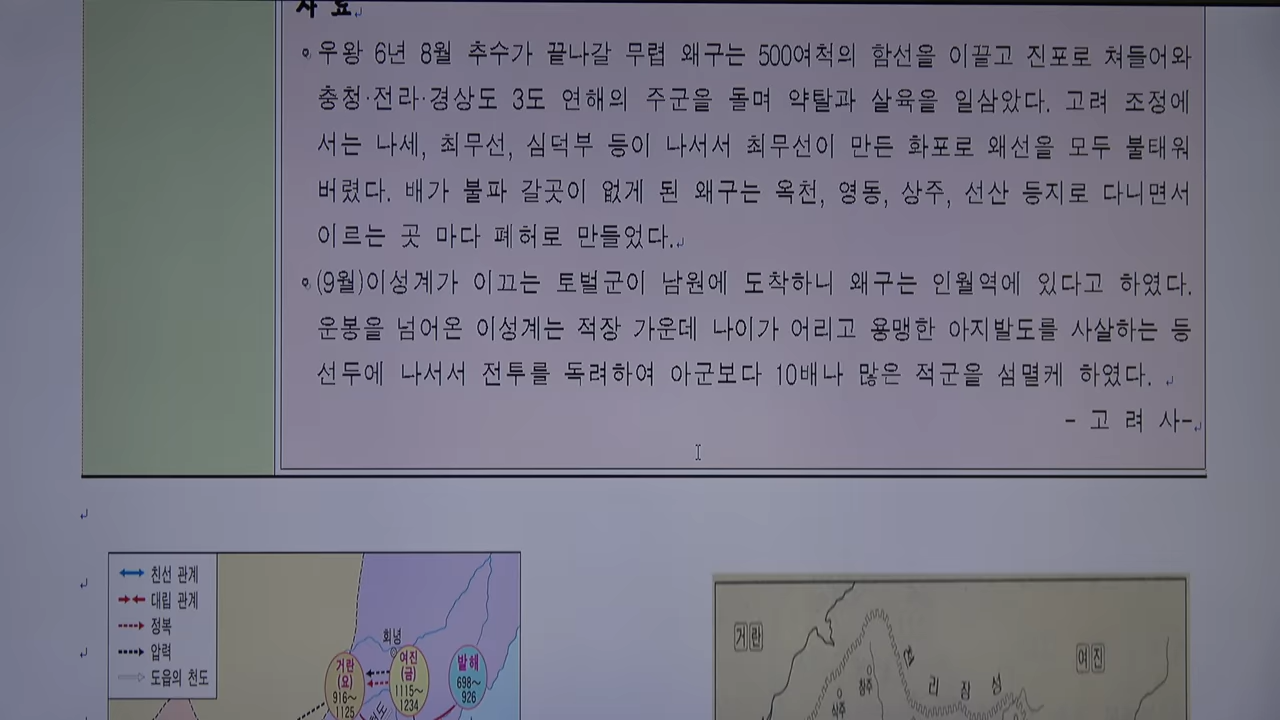 사 료
우왕 6년 8월 추수가 끝나갈 무렵 왜구는 500여척의 함선을 이끌고 진포로 쳐들어와
충청·전라·경상도 3도 연해의 주군을 돌며 약탈과 살육을 일삼았다. 고려 조정에
서는 나세, 최무선, 심덕부 등이 나서서 최무선이 만든 화포로 왜선을 모두 불태워
버렸다. 배가 불파 갈곳이 없게 된 왜구는 옥천, 영동, 상주, 선산 등지로 다니면서
이르는 곳 마다 폐허로 만들었다.
(9월)이성계가 이끄는 토벌군이 남원에 도착하니 왜구는 인월역에 있다고 하였다.
운봉을 넘어온 이성계는 적장 가운데 나이가 어리고 용맹한 아지발도를 사살하는 등
선두에 나서서 전투를 독려하여 아군보다 10배나 많은 적군을 섬멸케 하였다.
- 고 려 사-
친선 관계
대립 관계
정복
압력
도읍의 천도
회녕
거란
(요)
916~
1125
여진
(금)
1115~
1234
발해
698~
926
거란
여진
리 장 성